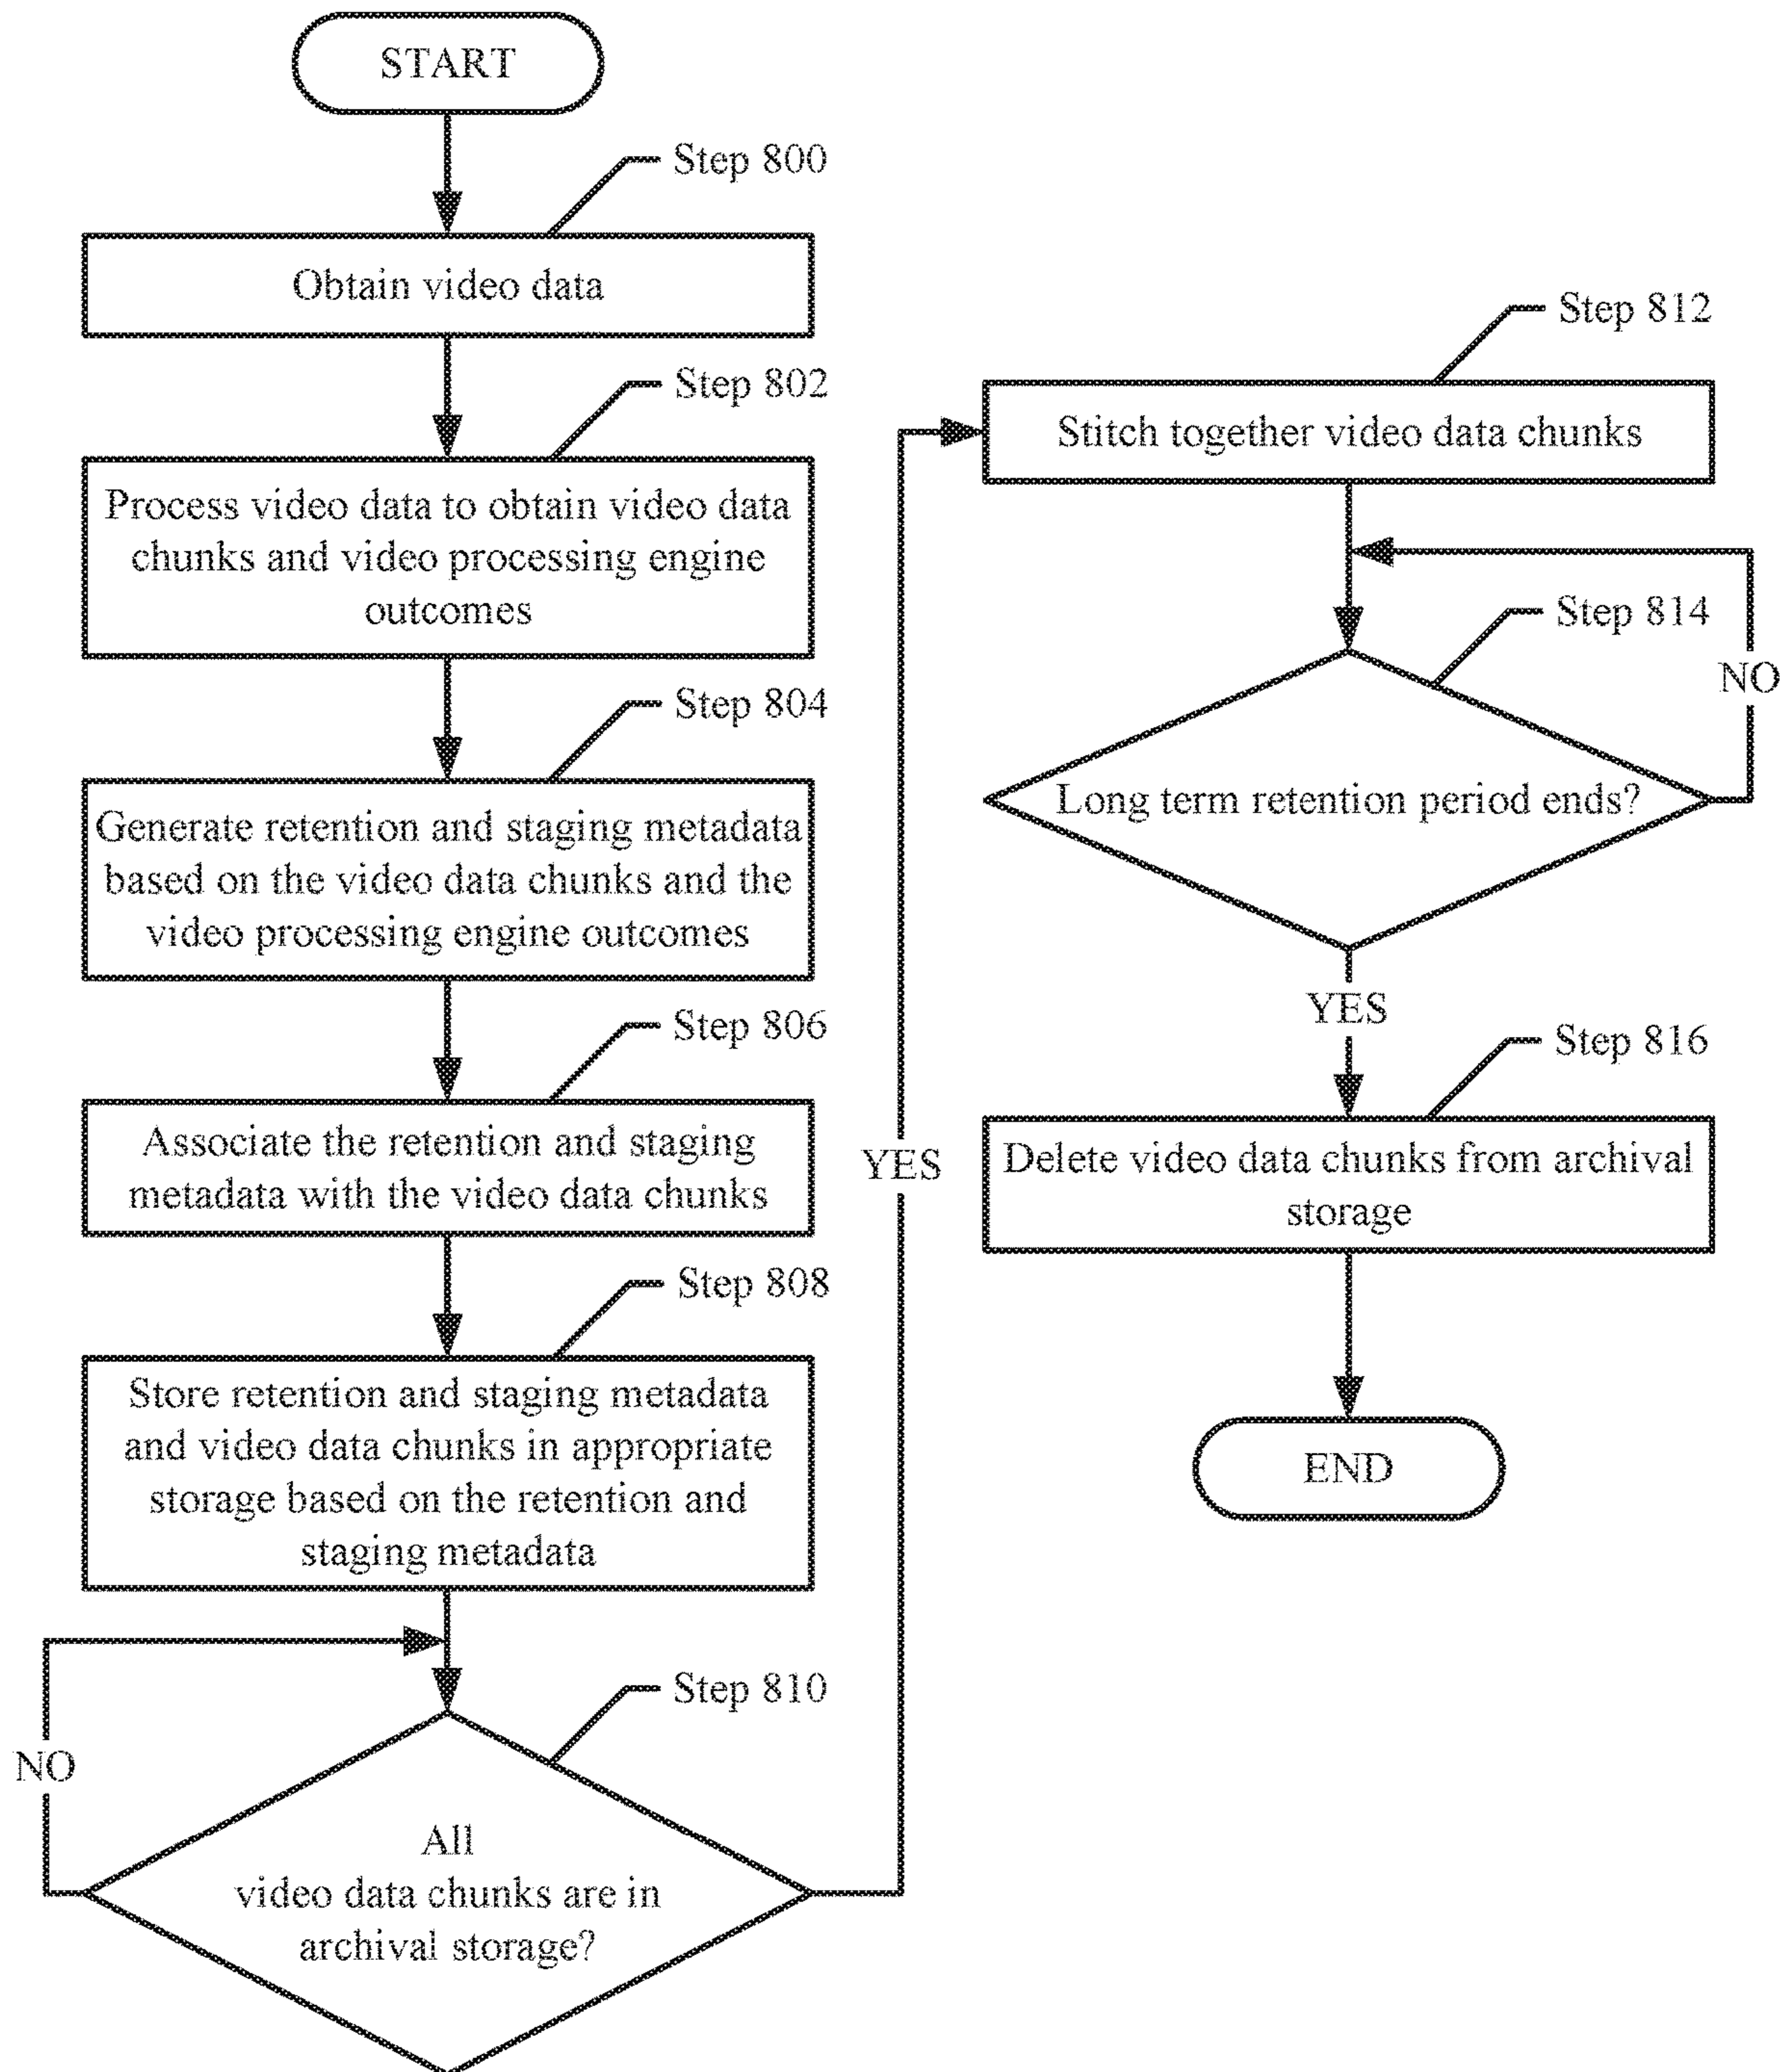 START
Step 800
Obtain video data
Step 802
Process video data to obtain video data
chunks and video processing engine
outcomes
Step 804
Generate retention and staging metadata
based on the video data chunks and the
video processing engine outcomes
Step 806
Associate the retention and staging
metadata with the video data chunks
Step 808
Store retention and staging metadata
and video data chunks in appropriate
storage based on the retention and
staging metadata
Step 810
NO
All
video data chunks are in
archival storage?
YES
Step 812
Stitch together video data chunks
Step 814
NO
Long term retention period ends?
YES
Step 816
Delete video data chunks from archival
storage
END